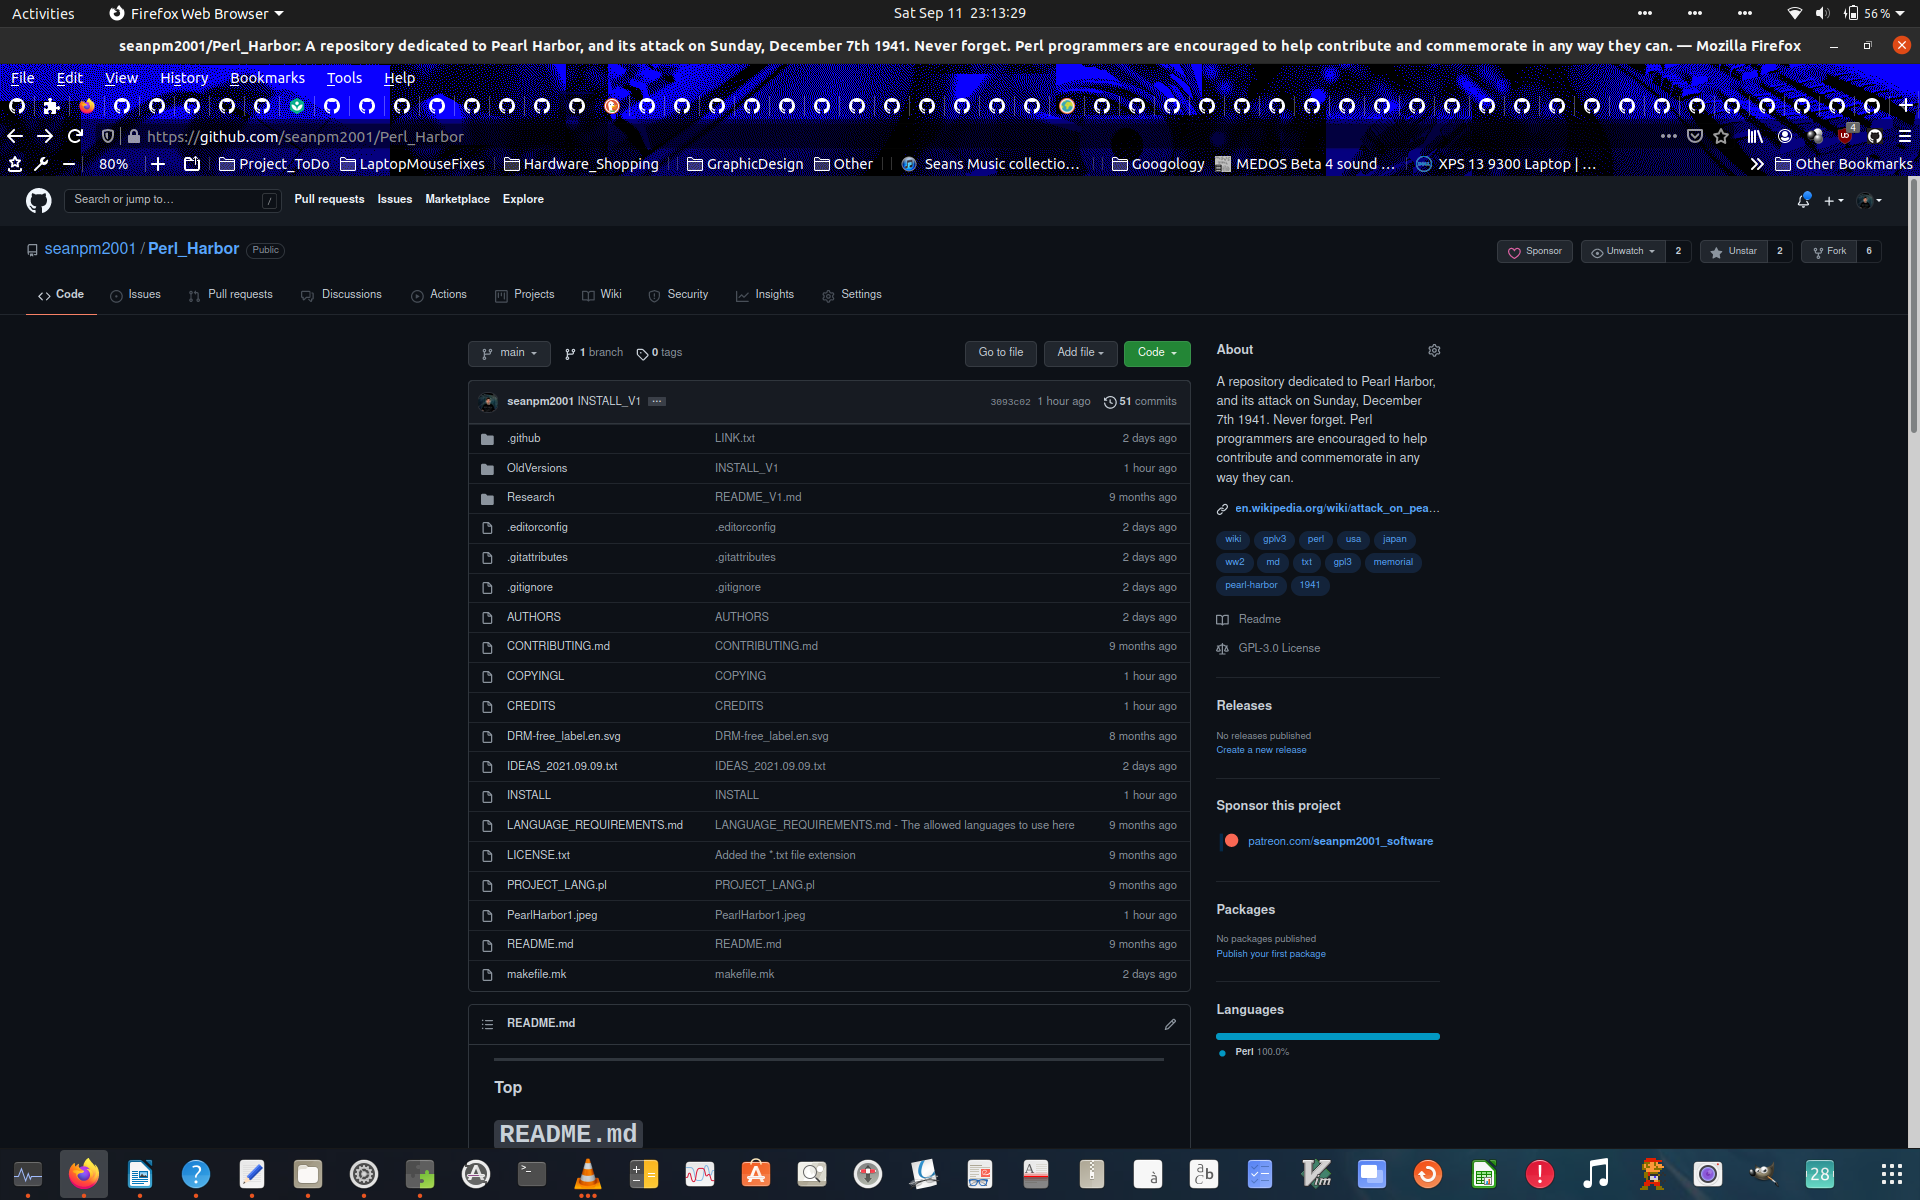 Activities Firefox Web Browser Sat Sep 11 23:13:29 56 %
seanpm2001/Perl_Harbor: A repository dedicated to Pearl Harbor, and its attack on Sunday, December 7th 1941. Never forget. Perl programmers are encouraged to help contribute and commemorate in any way they can. — Mozilla Firefox
File Edit View History Bookmarks Tools Help
https://github.com/seanpm2001/Perl_Harbor 4
80% Project_ToDo LaptopMouseFixes Hardware_Shopping GraphicDesign Other Seans Music collectio… Googology MEDOS Beta 4 sound … XPS 13 9300 Laptop | … Other Bookmarks
Search or jump to… / Pull requests Issues Marketplace Explore
seanpm2001 / Perl_Harbor Public Sponsor Unwatch 2 Unstar 2 Fork 6
Code Issues Pull requests Discussions Actions Projects Wiki Security Insights Settings
main 1 branch 0 tags Go to file Add file Code
seanpm2001 INSTALL_V1 … 3093c02 1 hour ago 51 commits
.github LINK.txt 2 days ago
OldVersions INSTALL_V1 1 hour ago
Research README_V1.md 9 months ago
.editorconfig .editorconfig 2 days ago
.gitattributes .gitattributes 2 days ago
.gitignore .gitignore 2 days ago
AUTHORS AUTHORS 2 days ago
CONTRIBUTING.md CONTRIBUTING.md 9 months ago
COPYINGL COPYING 1 hour ago
CREDITS CREDITS 1 hour ago
DRM-free_label.en.svg DRM-free_label.en.svg 8 months ago
IDEAS_2021.09.09.txt IDEAS_2021.09.09.txt 2 days ago
INSTALL INSTALL 1 hour ago
LANGUAGE_REQUIREMENTS.md LANGUAGE_REQUIREMENTS.md - The allowed languages to use here 9 months ago
LICENSE.txt Added the *.txt file extension 9 months ago
PROJECT_LANG.pl PROJECT_LANG.pl 9 months ago
PearlHarbor1.jpeg PearlHarbor1.jpeg 1 hour ago
README.md README.md 9 months ago
makefile.mk makefile.mk 2 days ago
README.md
Top
README.md
About
A repository dedicated to Pearl Harbor,
and its attack on Sunday, December
7th 1941. Never forget. Perl
programmers are encouraged to help
contribute and commemorate in any
way they can.
en.wikipedia.org/wiki/attack_on_pea…
wiki gplv3 perl usa japan
ww2 md txt gpl3 memorial
pearl-harbor 1941
Readme
GPL-3.0 License
Releases
No releases published
Create a new release
Sponsor this project
patreon.com/seanpm2001_software
Packages
No packages published
Publish your first package
Languages
Perl 100.0%
28